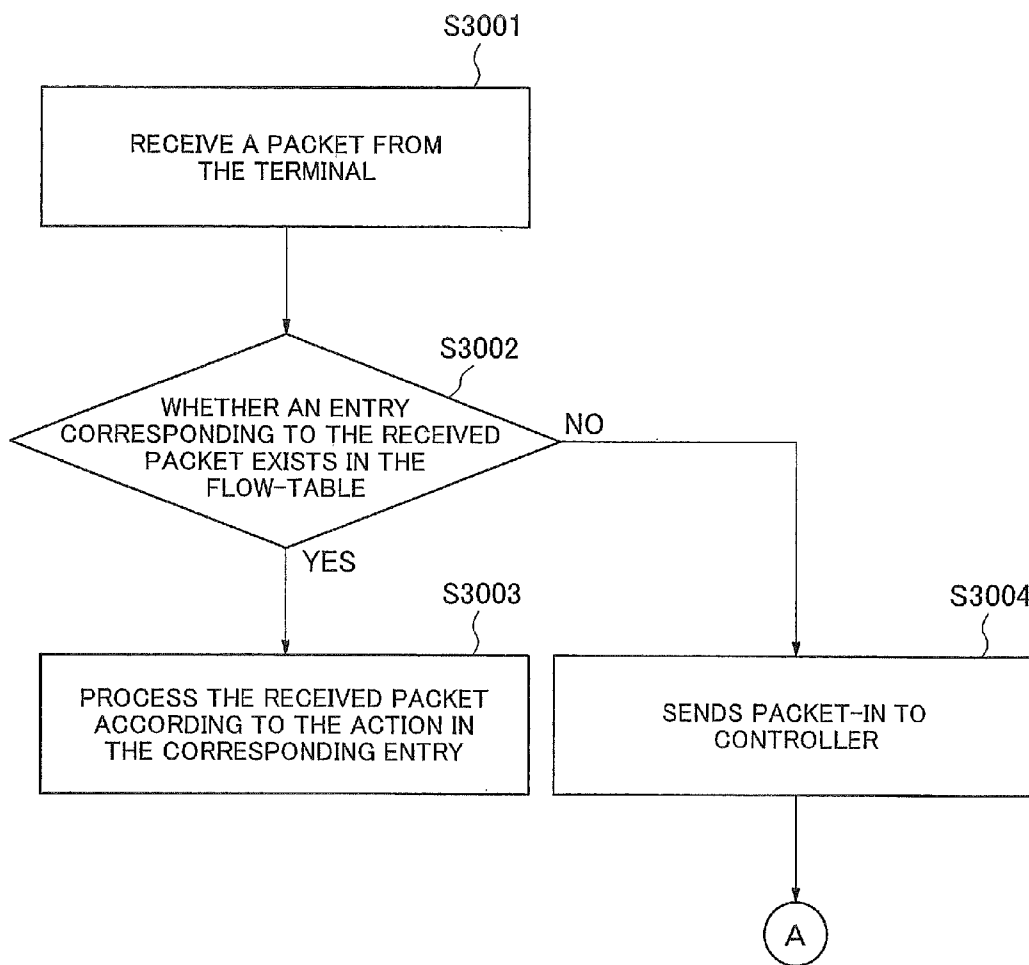 S3001
RECEIVE A PACKET FROM
THE TERMINAL
S3002
WHETHER AN ENTRY
CORRESPONDING TO THE RECEIVED
PACKET EXISTS IN THE
FLOW-TABLE
NO
YES
S3003
PROCESS THE RECEIVED PACKET
ACCORDING TO THE ACTION IN
THE CORRESPONDING ENTRY
S3004
SENDS PACKET-IN TO
CONTROLLER
A